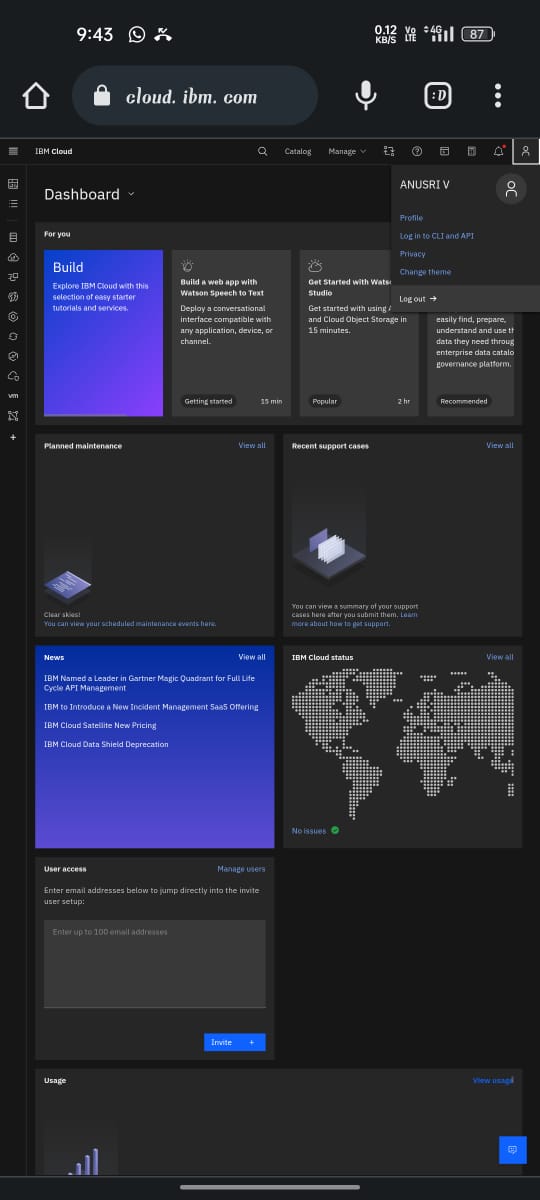 9:43
0.12
KB/S
Vo
LTE
4G
87
cloud. ibm. com
:D
IBM Cloud
Catalog
Manage
ANUSRI V
Profile
Log in to CLI and API
Privacy
Change theme
Log out →
Dashboard
For you
Build
Explore IBM Cloud with this
selection of easy starter
tutorials and services.
Build a web app with
Watson Speech to Text
Deploy a conversational
interface compatible with
any application, device, or
channel.
Getting started
15 min
Get Started with Wats
Studio
Get started with using
and Cloud Object Storage in
15 minutes.
Popular
2 hr
easily find, prepare,
understand and use th
data they need throug
enterprise data catalo
governance platform.
Recommended
vm
+
Planned maintenance
View all
Clear skies!
You can view your scheduled maintenance events here.
Recent support cases
View all
You can view a summary of your support
cases here after you submit them. Learn
more about how to get support.
News
View all
IBM Named a Leader in Gartner Magic Quadrant for Full Life
Cycle API Management
IBM to Introduce a New Incident Management SaaS Offering
IBM Cloud Satellite New Pricing
IBM Cloud Data Shield Deprecation
IBM Cloud status
View all
No issues
User access
Manage users
Enter email addresses below to jump directly into the invite
user setup:
Enter up to 100 email addresses
Invite +
Usage
View usage